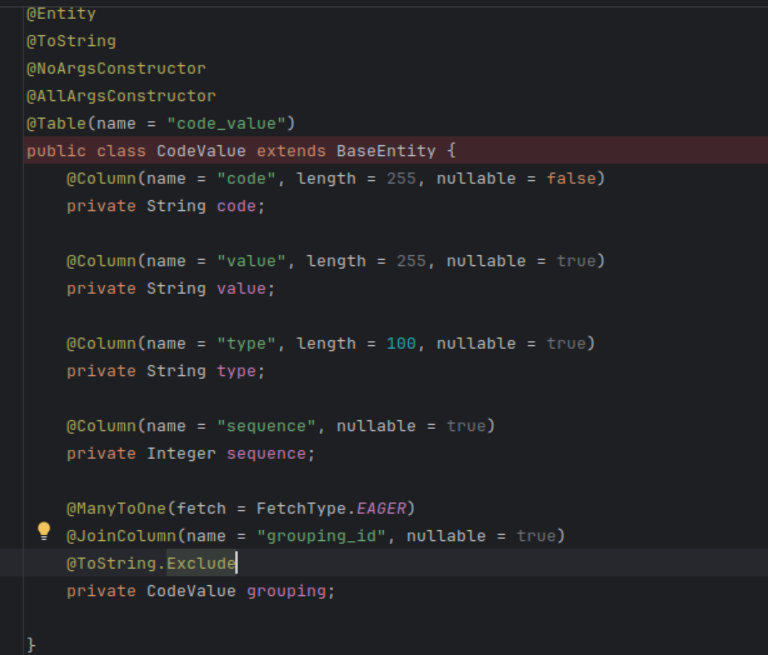 @Entity
@ToString
@NoArgsConstructor
@AllArgsConstructor
@Table(name = "code_value")
public class CodeValue extends BaseEntity {
    @Column(name = "code", length = 255, nullable = false)
    private String code;

    @Column(name = "value", length = 255, nullable = true)
    private String value;

    @Column(name = "type", length = 100, nullable = true)
    private String type;

    @Column(name = "sequence", nullable = true)
    private Integer sequence;

    @ManyToOne(fetch = FetchType.EAGER)
    @JoinColumn(name = "grouping_id", nullable = true)
    @ToString.Exclude
    private CodeValue grouping;

}